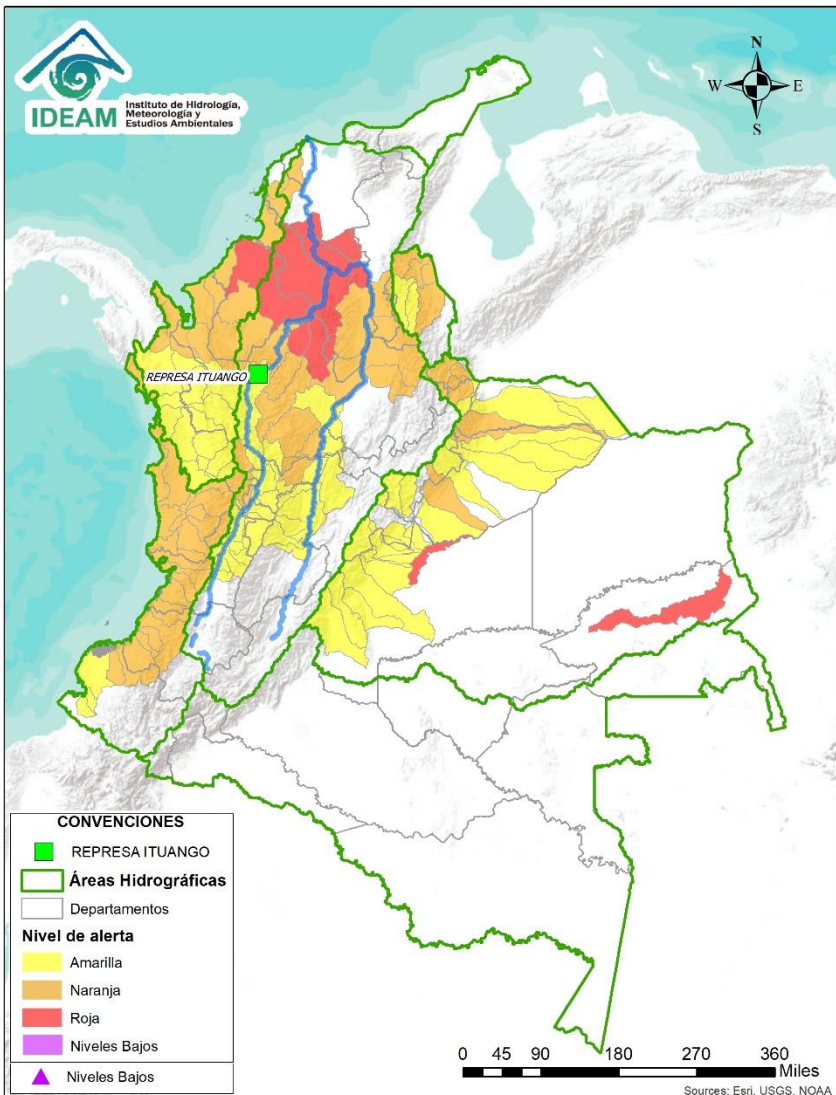 IDEAM
Instituto de Hidrología,
Meteorología y
Estudios Ambientales
N
W E
S
REPRESA ITUANGO
CONVENCIONES
REPRESA ITUANGO
Áreas Hidrográficas
Departamentos
Nivel de alerta
Amarilla
Naranja
Roja
Niveles Bajos
Niveles Bajos
0 45 90 180 270 360
Miles
Sources: Esri, USGS, NOAA